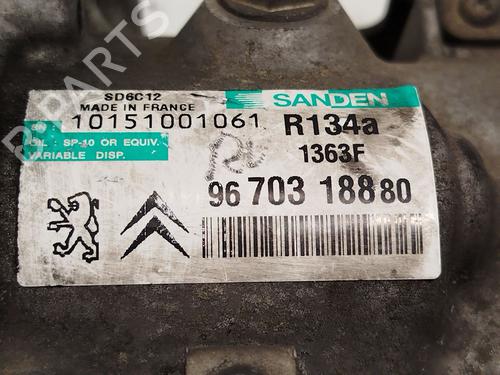 SD6C12
SANDEN
MADE IN FRANCE
10151001061
R134a
OIL : SP-10 OR EQUIV.
VARIABLE DISP.
1363F
96 703 188 80